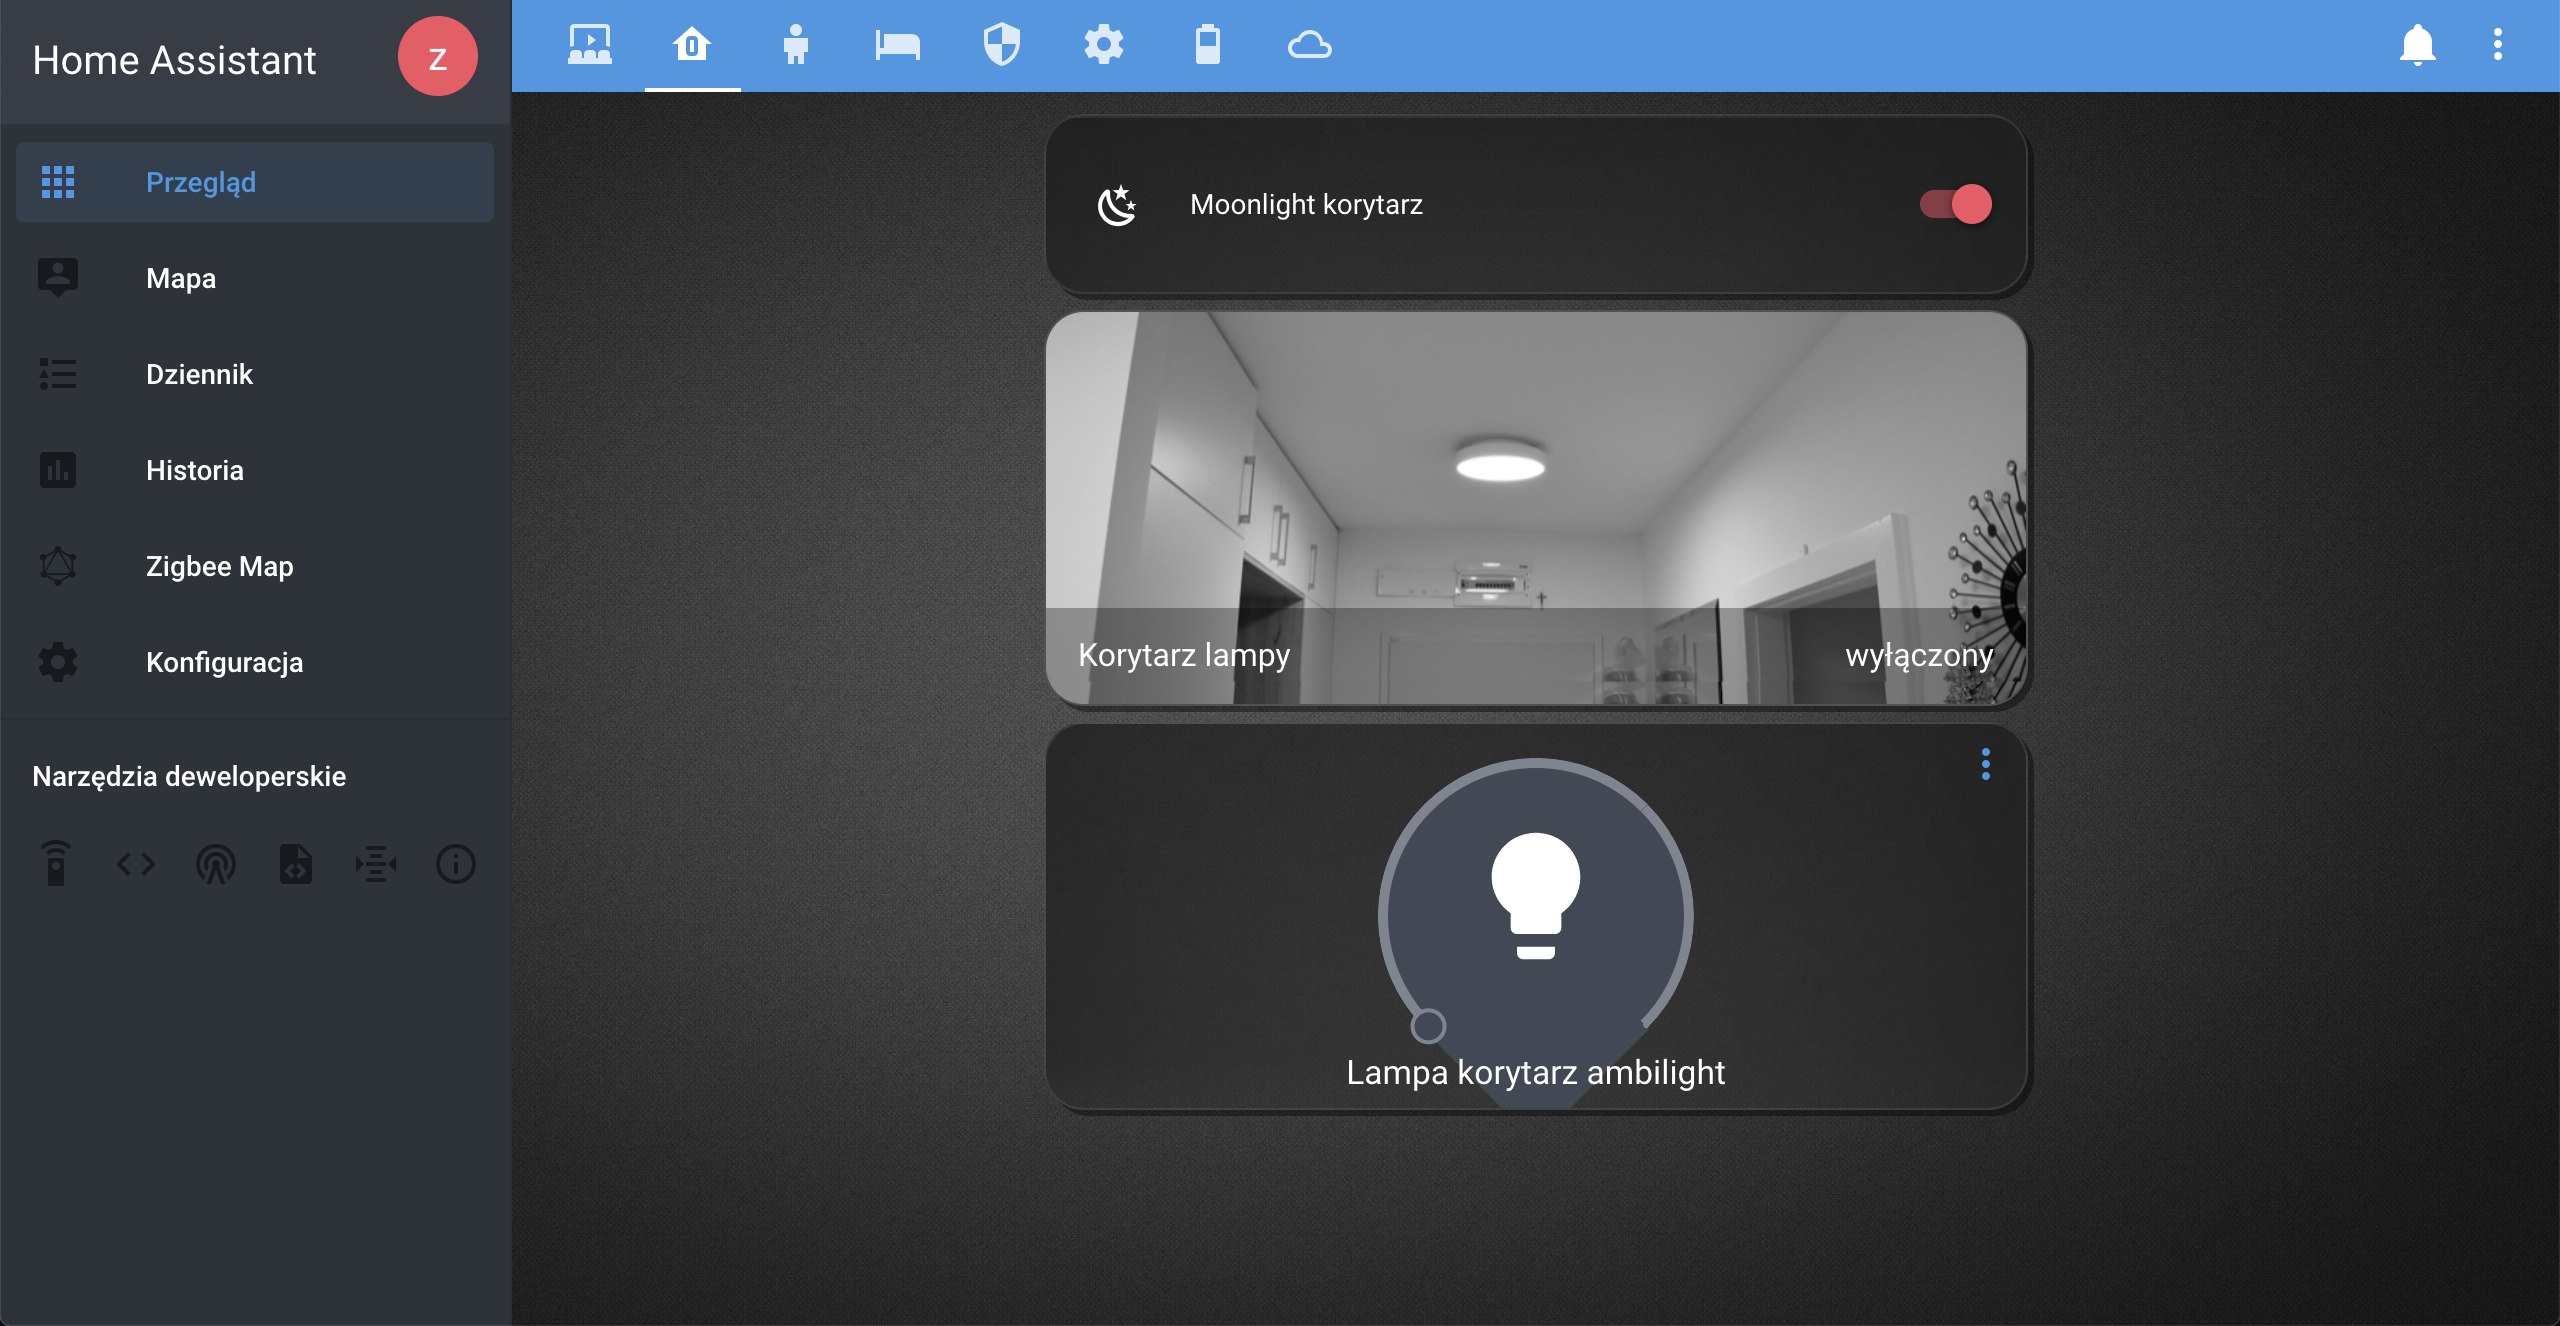 Home Assistant
z
Przegląd
Mapa
Dziennik
Historia
Zigbee Map
Konfiguracja
Narzędzia deweloperskie
Moonlight korytarz
Korytarz lampy
wyłączony
Lampa korytarz ambilight